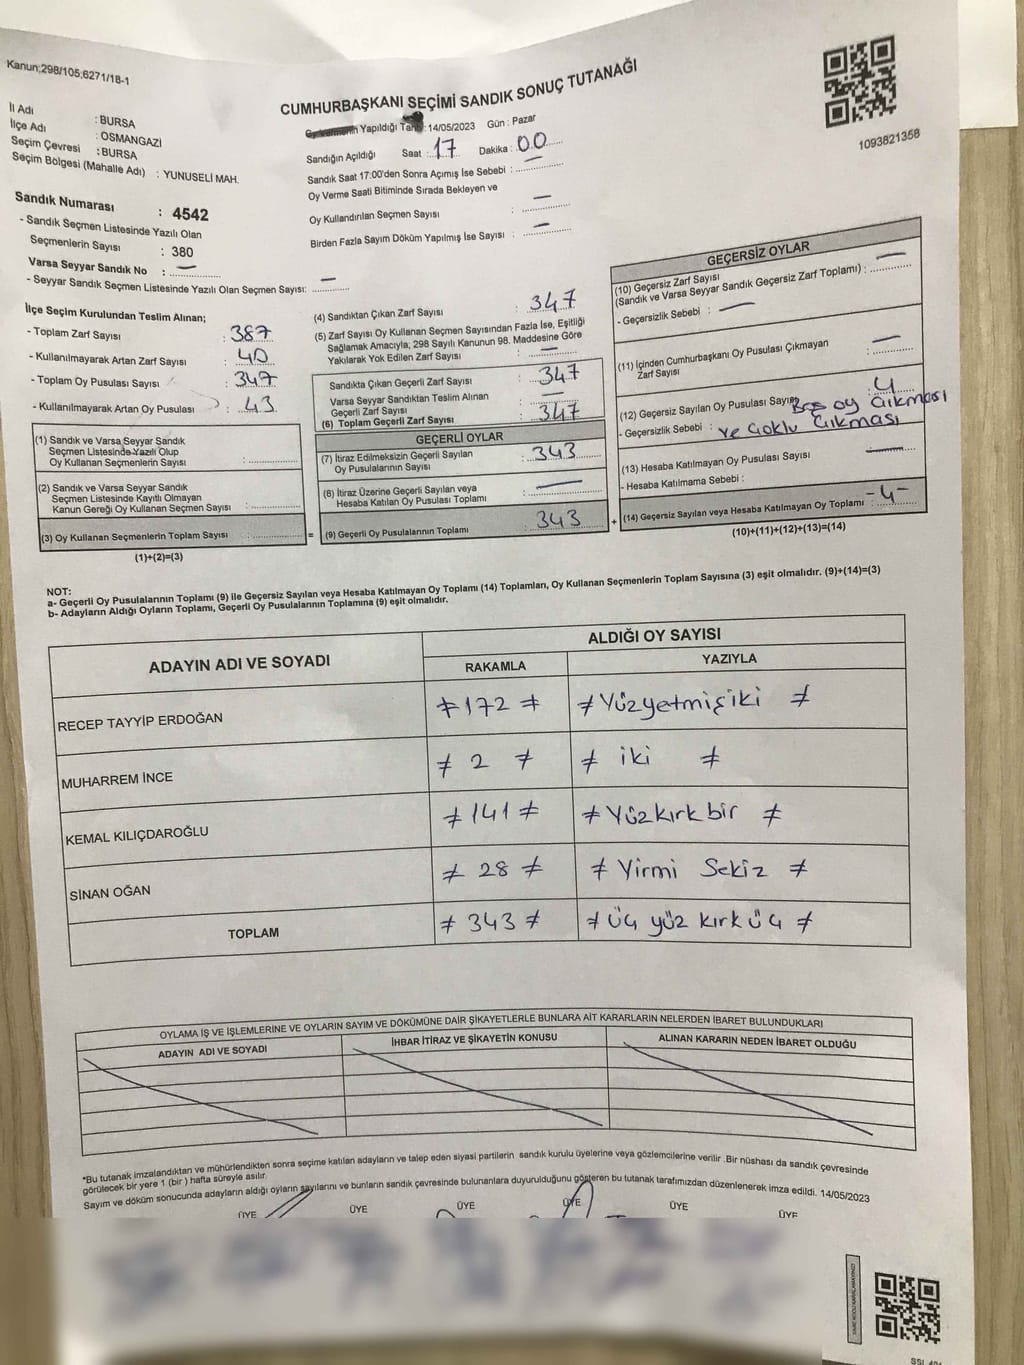 Kanun;298/105;6271/18-1
CUMHURBAŞKANI SEÇİMİ SANDIK SONUÇ TUTANAĞI
1093821358
İl Adı : BURSA
İlçe Adı : OSMANGAZİ
Seçim Çevresi : BURSA
Seçim Bölgesi (Mahalle Adı) : YUNUSELİ MAH.
Sandık Numarası : 4542
- Sandık Seçmen Listesinde Yazılı Olan
Seçmenlerin Sayısı : 380
Varsa Seyyar Sandık No : —
- Seyyar Sandık Seçmen Listesinde Yazılı Olan Seçmen Sayısı: —
Yapıldığı Tarih : 14/05/2023 Gün : Pazar
Sandığın Açıldığı Saat : 17 Dakika : 00
Sandık Saat 17:00'den Sonra Açımış İse Sebebi : —
Oy Verme Saati Bitiminde Sırada Bekleyen ve
Oy Kullandırılan Seçmen Sayısı : —
Birden Fazla Sayım Döküm Yapılmış İse Sayısı : —
İlçe Seçim Kurulundan Teslim Alınan;
- Toplam Zarf Sayısı : 387
- Kullanılmayarak Artan Zarf Sayısı : 40
- Toplam Oy Pusulası Sayısı : 347
- Kullanılmayarak Artan Oy Pusulası : 43
(1) Sandık ve Varsa Seyyar Sandık
Seçmen Listesinde Yazılı Olup
Oy Kullanan Seçmenlerin Sayısı :
(2) Sandık ve Varsa Seyyar Sandık
Seçmen Listesinde Kayıtlı Olmayan
Kanun Gereği Oy Kullanan Seçmen Sayısı :
(3) Oy Kullanan Seçmenlerin Toplam Sayısı :
(1)+(2)=(3)
(4) Sandıktan Çıkan Zarf Sayısı : 347
(5) Zarf Sayısı Oy Kullanan Seçmen Sayısından Fazla İse, Eşitliği
Sağlamak Amacıyla; 298 Sayılı Kanunun 98. Maddesine Göre
Yakılarak Yok Edilen Zarf Sayısı : —
Sandıkta Çıkan Geçerli Zarf Sayısı : 347
Varsa Seyyar Sandıktan Teslim Alınan
Geçerli Zarf Sayısı : —
(6) Toplam Geçerli Zarf Sayısı : 347
GEÇERLİ OYLAR
(7) İtiraz Edilmeksizin Geçerli Sayılan
Oy Pusulalarının Sayısı : 343
(8) İtiraz Üzerine Geçerli Sayılan veya
Hesaba Katılan Oy Pusulası Toplamı : —
= (9) Geçerli Oy Pusulalarının Toplamı : 343
GEÇERSİZ OYLAR
(10) Geçersiz Zarf Sayısı
(Sandık ve Varsa Seyyar Sandık Geçersiz Zarf Toplamı) : —
- Geçersizlik Sebebi : —
(11) İçinden Cumhurbaşkanı Oy Pusulası Çıkmayan
Zarf Sayısı : —
(12) Geçersiz Sayılan Oy Pusulası Sayısı : 4
- Geçersizlik Sebebi : Boş oy çıkması
ve çoklu çıkması
(13) Hesaba Katılmayan Oy Pusulası Sayısı : —
- Hesaba Katılmama Sebebi :
+ (14) Geçersiz Sayılan veya Hesaba Katılmayan Oy Toplamı : -4-
(10)+(11)+(12)+(13)=(14)
NOT:
a- Geçerli Oy Pusulalarının Toplamı (9) ile Geçersiz Sayılan veya Hesaba Katılmayan Oy Toplamı (14) Toplamları, Oy Kullanan Seçmenlerin Toplam Sayısına (3) eşit olmalıdır. (9)+(14)=(3)
b- Adayların Aldığı Oyların Toplamı, Geçerli Oy Pusulalarının Toplamına (9) eşit olmalıdır.
ADAYIN ADI VE SOYADI ALDIĞI OY SAYISI
RAKAMLA YAZIYLA
RECEP TAYYİP ERDOĞAN ≠ 172 ≠ ≠ Yüzyetmişiki ≠
MUHARREM İNCE ≠ 2 ≠ ≠ iki ≠
KEMAL KILIÇDAROĞLU ≠ 141 ≠ ≠ Yüzkırkbir ≠
SİNAN OĞAN ≠ 28 ≠ ≠ Yirmi Sekiz ≠
TOPLAM ≠ 343 ≠ ≠ Üç yüz kırk üç ≠
OYLAMA İŞ VE İŞLEMLERİNE VE OYLARIN SAYIM VE DÖKÜMÜNE DAİR ŞİKAYETLERLE BUNLARA AİT KARARLARIN NELERDEN İBARET BULUNDUKLARI
ADAYIN ADI VE SOYADI İHBAR İTİRAZ VE ŞİKAYETİN KONUSU ALINAN KARARIN NEDEN İBARET OLDUĞU
*Bu tutanak imzalandıktan ve mühürlendikten sonra seçime katılan adayların ve talep eden siyasi partilerin sandık kurulu üyelerine veya gözlemcilerine verilir. Bir nüshası da sandık çevresinde
görülecek bir yere 1 (bir) hafta süreyle asılır.
Sayım ve döküm sonucunda adayların aldığı oyların sayılarını ve bunların sandık çevresinde bulunanlara duyurulduğunu gösteren bu tutanak tarafımızdan düzenlenerek imza edildi. 14/05/2023
ÜYE ÜYE ÜYE ÜYE ÜYE ÜYE